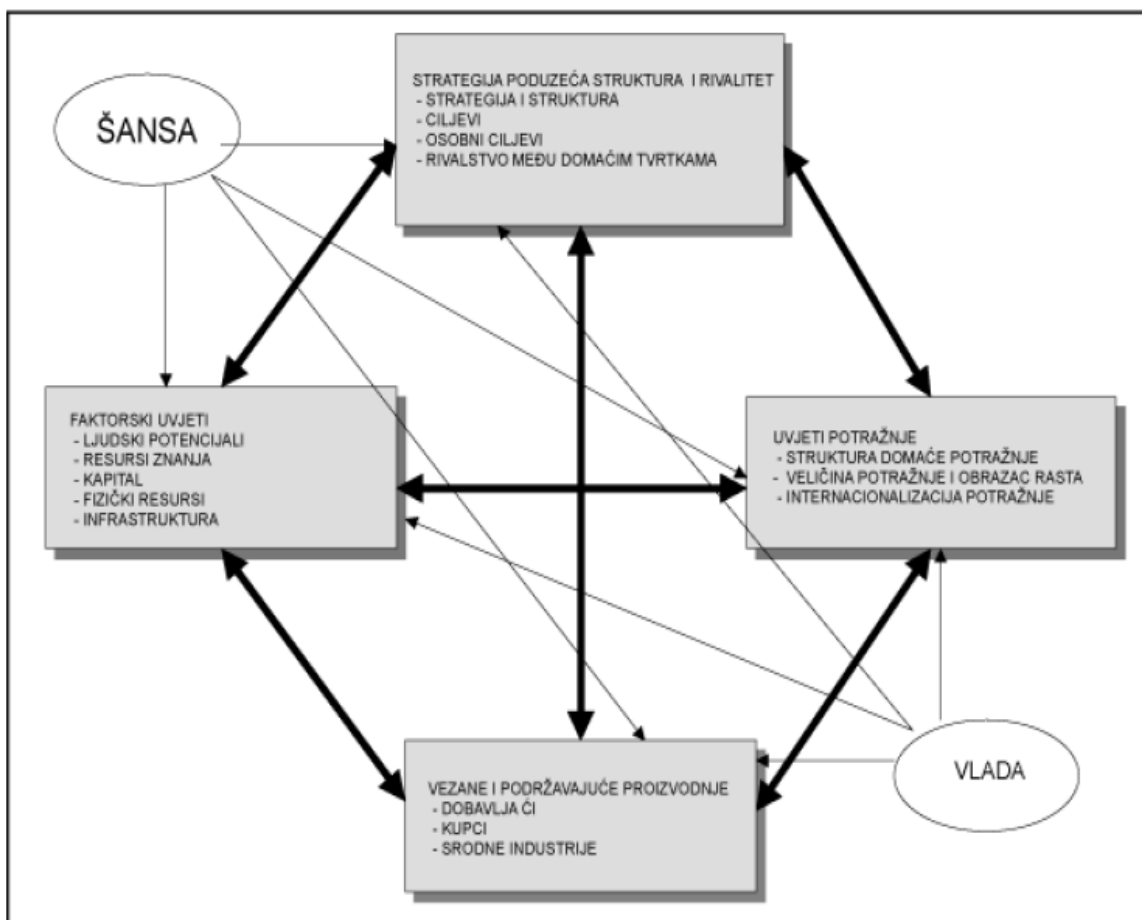 STRATEGIJA PODUZEĆA STRUKTURA I RIVALITET
- STRATEGIJA I STRUKTURA
- CILJEVI
- OSOBNI CILJEVI
- RIVALSTVO MEĐU DOMAĆIM TVRTKAMA
ŠANSA
FAKTORSKI UVJETI
- LJUDSKI POTENCIJALI
- RESURSI ZNANJA
- KAPITAL
- FIZIČKI RESURSI
- INFRASTRUKTURA
UVJETI POTRAŽNJE
- STRUKTURA DOMAĆE POTRAŽNJE
- VELIČINA POTRAŽNJE I OBRAZAC RASTA
- INTERNACIONALIZACIJA POTRAŽNJE
VEZANE I PODRŽAVAJUĆE PROIZVODNJE
- DOBAVLJA ĆI
- KUPCI
- SRODNE INDUSTRIJE
VLADA